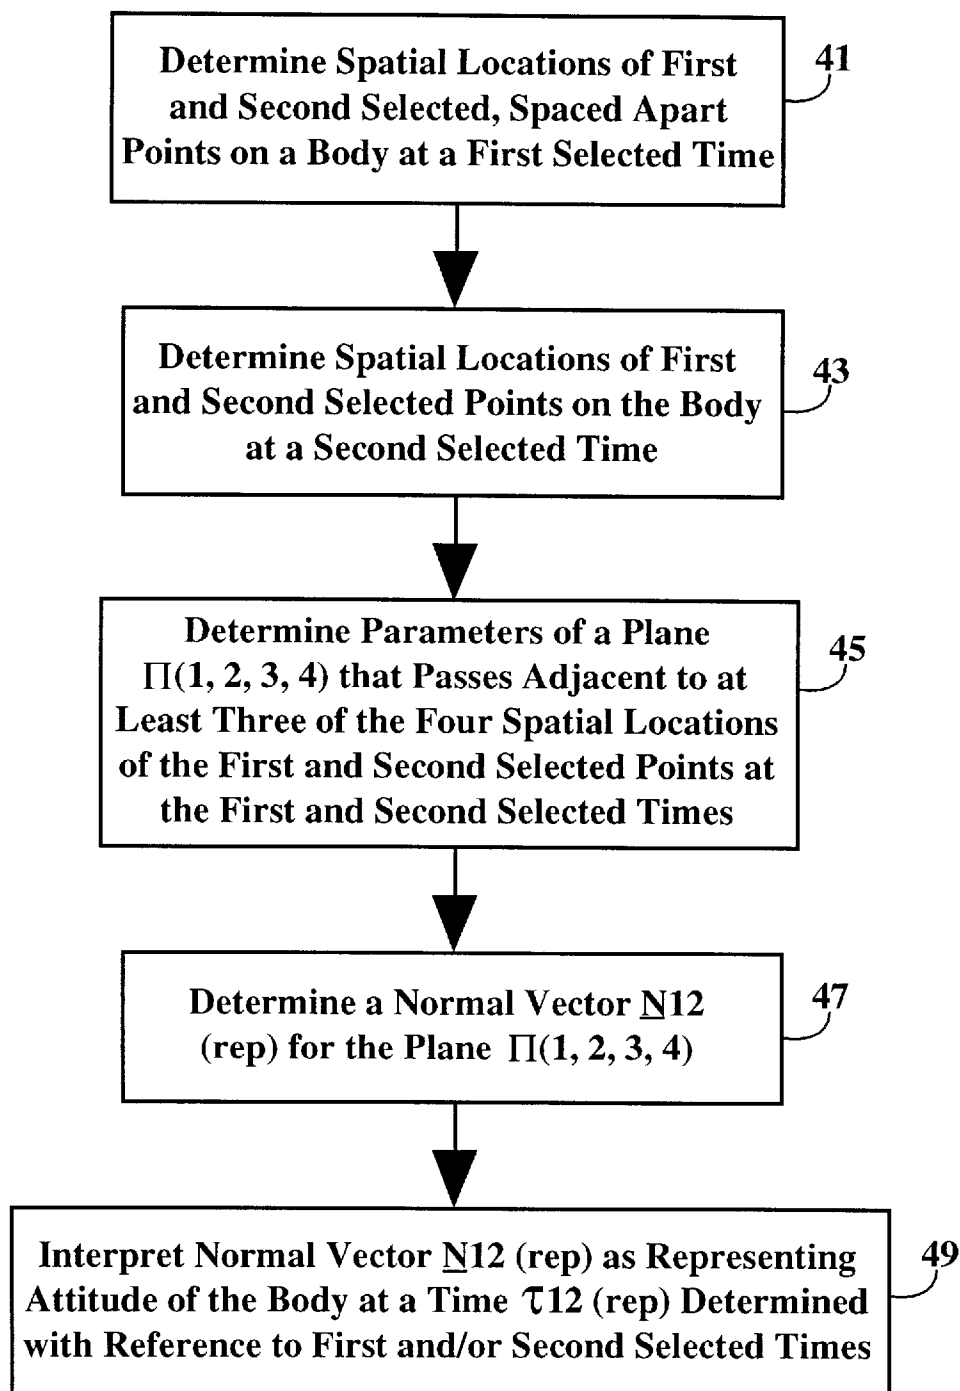 Determine Spatial Locations of First
and Second Selected, Spaced Apart
Points on a Body at a First Selected Time
41
Determine Spatial Locations of First
and Second Selected Points on the Body
at a Second Selected Time
43
Determine Parameters of a Plane
Π(1, 2, 3, 4) that Passes Adjacent to at
Least Three of the Four Spatial Locations
of the First and Second Selected Points at
the First and Second Selected Times
45
Determine a Normal Vector N12
(rep) for the Plane Π(1, 2, 3, 4)
47
Interpret Normal Vector N12 (rep) as Representing
Attitude of the Body at a Time τ12 (rep) Determined
with Reference to First and/or Second Selected Times
49